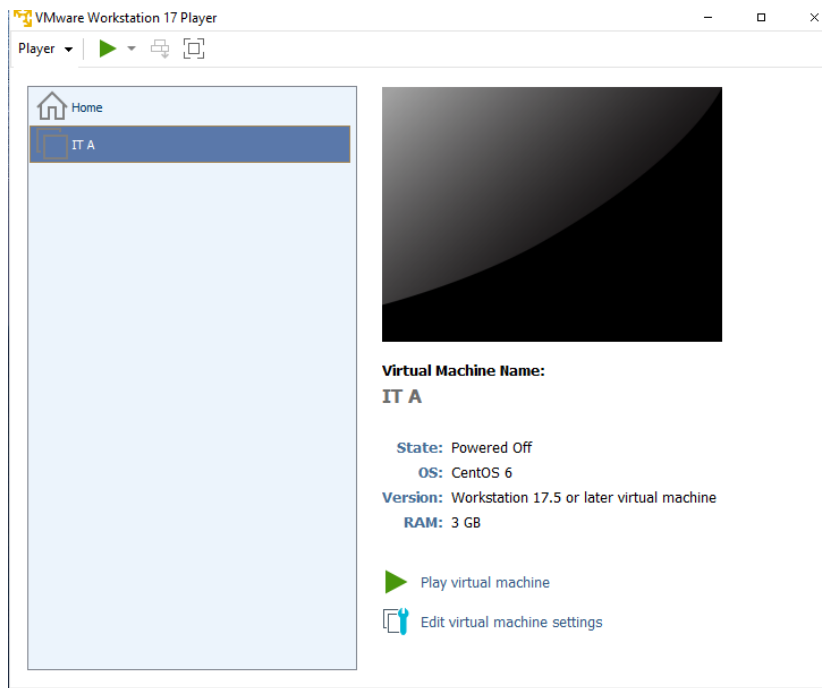 VMware Workstation 17 Player
Player
Home
IT A
Virtual Machine Name:
IT A
State: Powered Off
OS: CentOS 6
Version: Workstation 17.5 or later virtual machine
RAM: 3 GB
Play virtual machine
Edit virtual machine settings